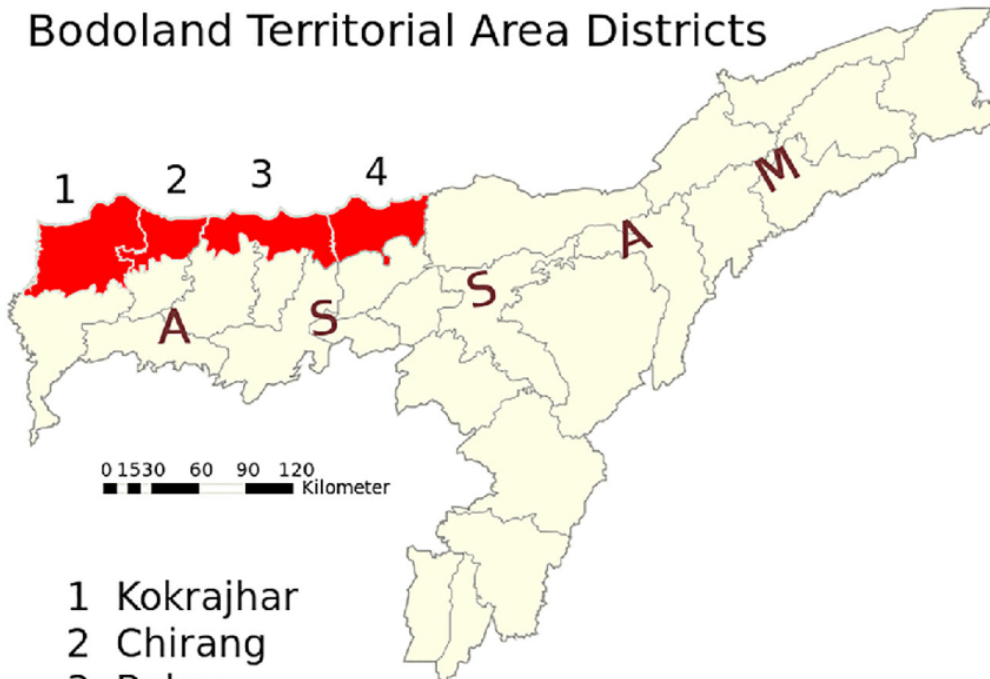 Bodoland Territorial Area Districts
1 2 3 4
A S S A M
0 15 30 60 90 120
Kilometer
1 Kokrajhar
2 Chirang